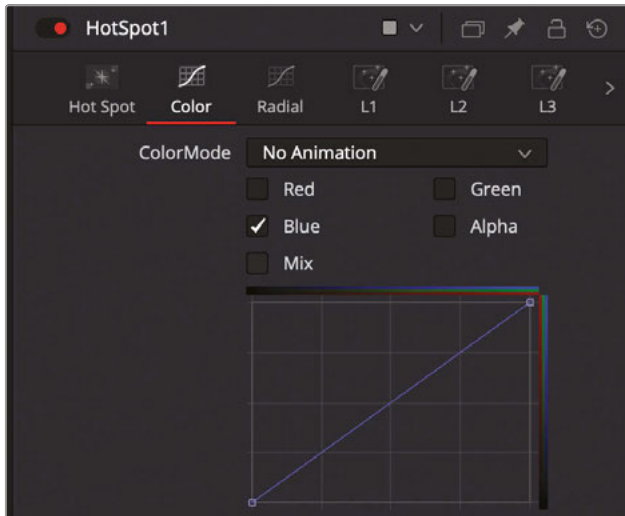 HotSpot1
Hot Spot Color Radial L1 L2 L3
ColorMode No Animation
Red Green
Blue Alpha
Mix